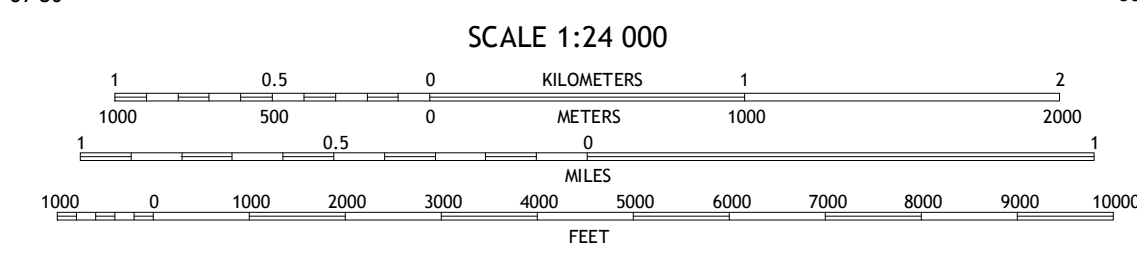 SCALE 1:24 000
1 0.5 0 KILOMETERS 1 2
1000 500 0 METERS 1000 2000
1 0.5 0 1
MILES
1000 0 1000 2000 3000 4000 5000 6000 7000 8000 9000 10000
FEET